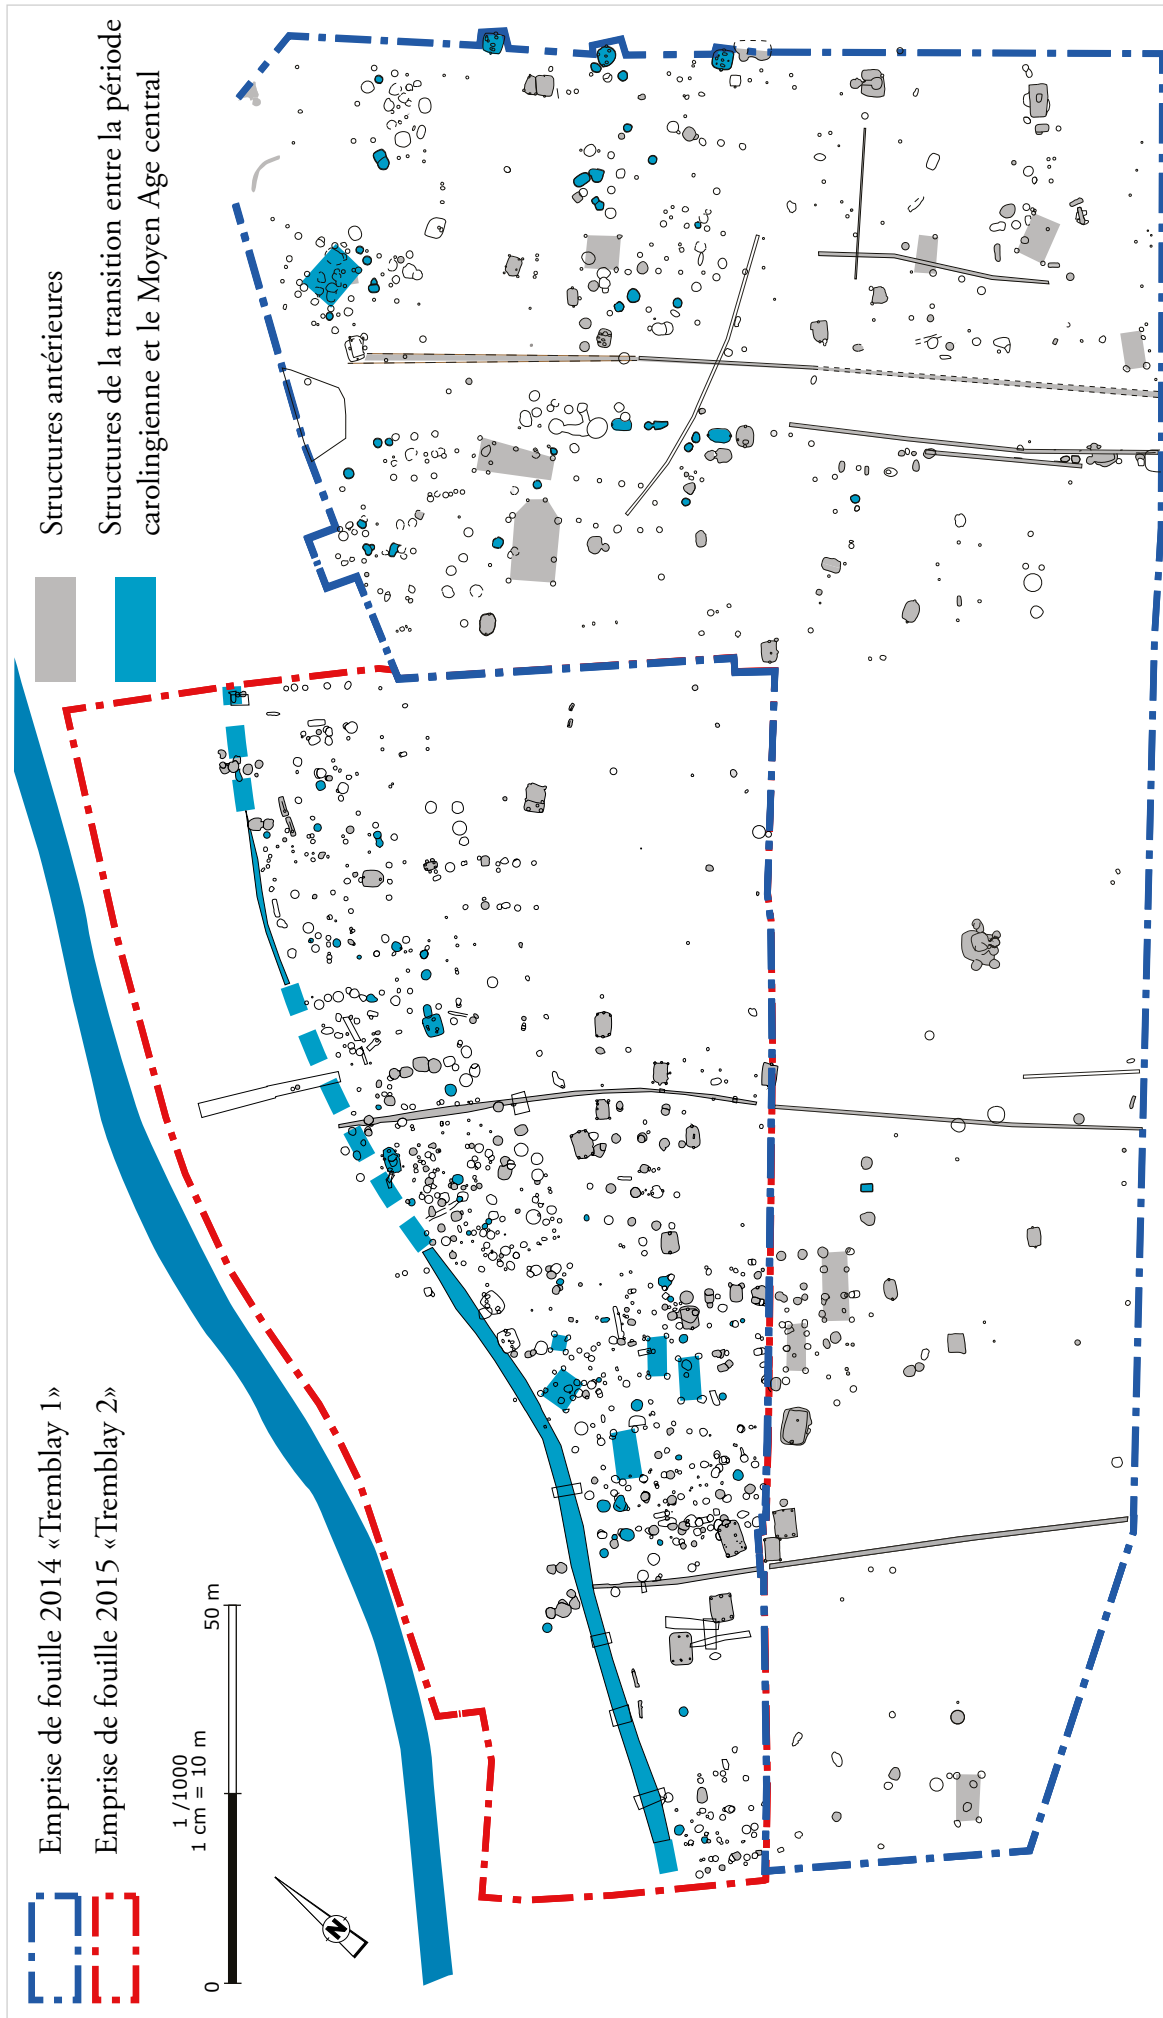 Emprise de fouille 2014 «Tremblay 1»
Emprise de fouille 2015 «Tremblay 2»
Structures antérieures
Structures de la transition entre la période
carolingienne et le Moyen Age central
1 /1000
1 cm = 10 m
0
50 m
N